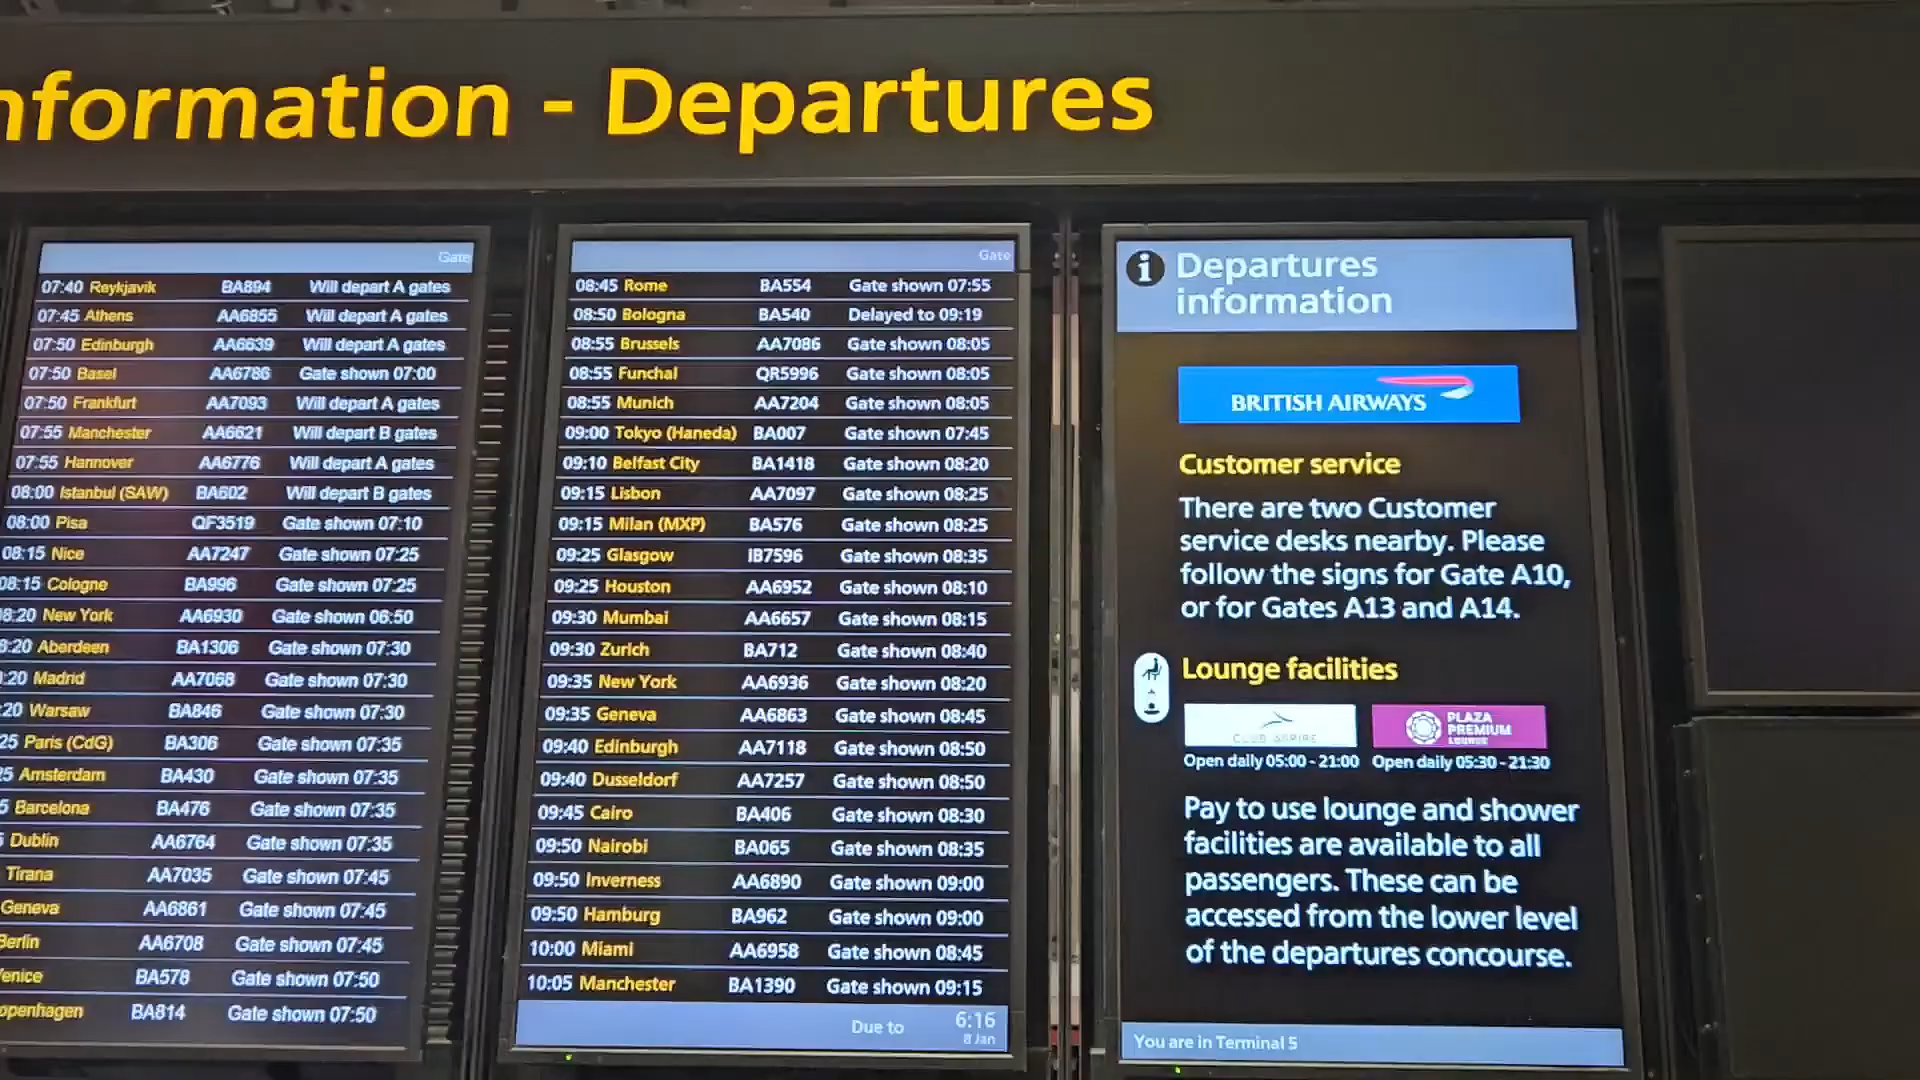 nformation - Departures
Gate
07:40 Reykjavik BA894 Will depart A gates
07:45 Athens AA6855 Will depart A gates
07:50 Edinburgh AA6639 Will depart A gates
07:50 Basel AA6786 Gate shown 07:00
07:50 Frankfurt AA7093 Will depart A gates
07:55 Manchester AA6621 Will depart B gates
07:55 Hannover AA6776 Will depart A gates
08:00 Istanbul (SAW) BA602 Will depart B gates
08:00 Pisa QF3519 Gate shown 07:10
08:15 Nice AA7247 Gate shown 07:25
08:15 Cologne BA996 Gate shown 07:25
8:20 New York AA6930 Gate shown 06:50
8:20 Aberdeen BA1306 Gate shown 07:30
:20 Madrid AA7068 Gate shown 07:30
20 Warsaw BA846 Gate shown 07:30
25 Paris (CdG) BA306 Gate shown 07:35
5 Amsterdam BA430 Gate shown 07:35
5 Barcelona BA476 Gate shown 07:35
Dublin AA6764 Gate shown 07:35
Tirana AA7035 Gate shown 07:45
Geneva AA6861 Gate shown 07:45
Berlin AA6708 Gate shown 07:45
enice BA578 Gate shown 07:50
openhagen BA814 Gate shown 07:50
Gate
08:45 Rome BA554 Gate shown 07:55
08:50 Bologna BA540 Delayed to 09:19
08:55 Brussels AA7086 Gate shown 08:05
08:55 Funchal QR5996 Gate shown 08:05
08:55 Munich AA7204 Gate shown 08:05
09:00 Tokyo (Haneda) BA007 Gate shown 07:45
09:10 Belfast City BA1418 Gate shown 08:20
09:15 Lisbon AA7097 Gate shown 08:25
09:15 Milan (MXP) BA576 Gate shown 08:25
09:25 Glasgow IB7596 Gate shown 08:35
09:25 Houston AA6952 Gate shown 08:10
09:30 Mumbai AA6657 Gate shown 08:15
09:30 Zurich BA712 Gate shown 08:40
09:35 New York AA6936 Gate shown 08:20
09:35 Geneva AA6863 Gate shown 08:45
09:40 Edinburgh AA7118 Gate shown 08:50
09:40 Dusseldorf AA7257 Gate shown 08:50
09:45 Cairo BA406 Gate shown 08:30
09:50 Nairobi BA065 Gate shown 08:35
09:50 Inverness AA6890 Gate shown 09:00
09:50 Hamburg BA962 Gate shown 09:00
10:00 Miami AA6958 Gate shown 08:45
10:05 Manchester BA1390 Gate shown 09:15
Due to 6:16
8 Jan
i Departures
information
BRITISH AIRWAYS
Customer service
There are two Customer
service desks nearby. Please
follow the signs for Gate A10,
or for Gates A13 and A14.
Lounge facilities
CLUB ASPIRE
PLAZA
PREMIUM
LOUNGE
Open daily 05:00 - 21:00 Open daily 05:30 - 21:30
Pay to use lounge and shower
facilities are available to all
passengers. These can be
accessed from the lower level
of the departures concourse.
You are in Terminal 5